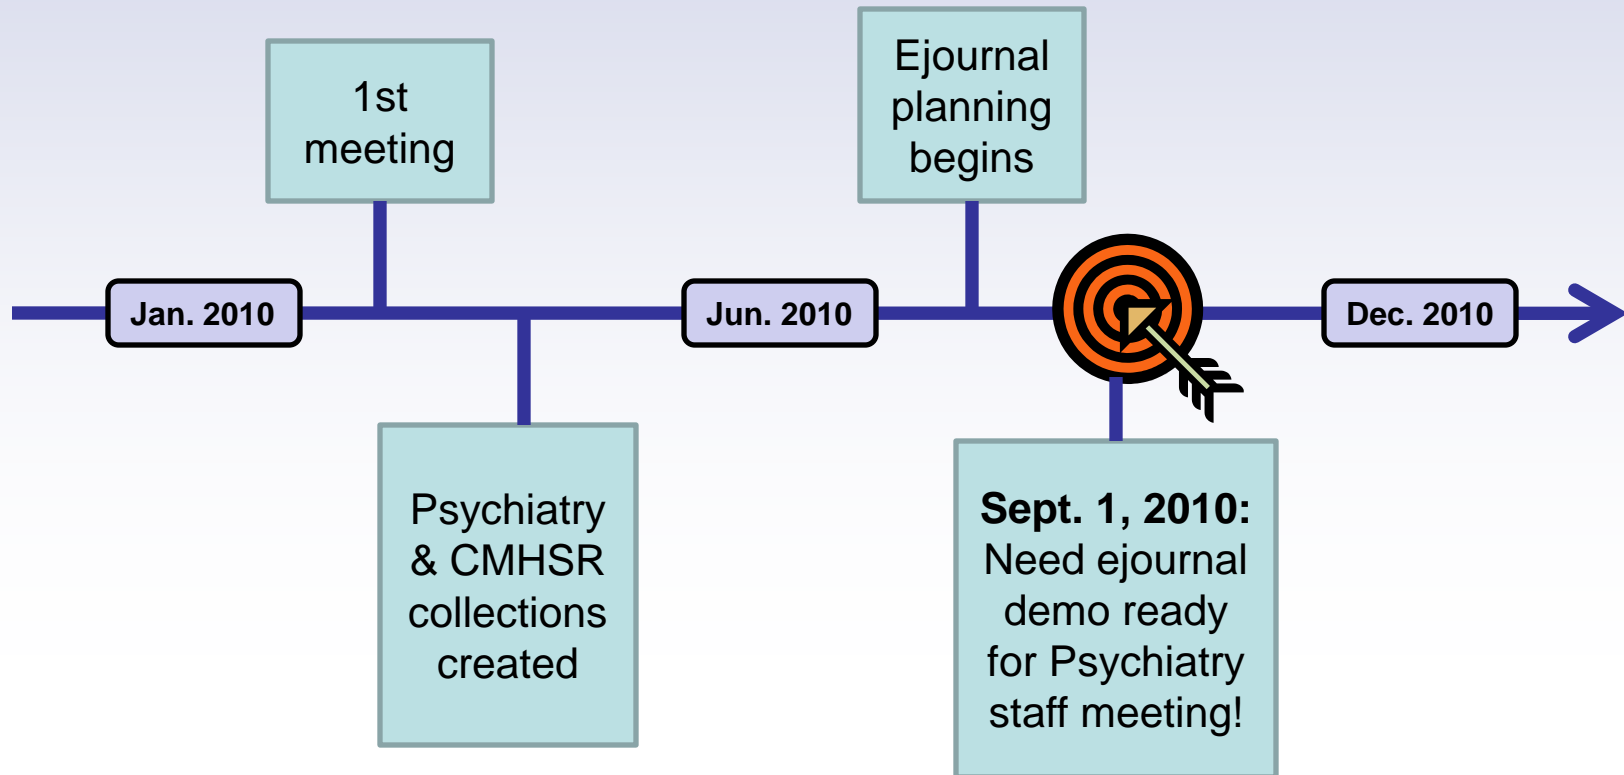 1st
meeting
Ejournal
planning
begins
Jan. 2010
Jun. 2010
Dec. 2010
Psychiatry
& CMHSR
collections
created
Sept. 1, 2010:
Need ejournal
demo ready
for Psychiatry
staff meeting!